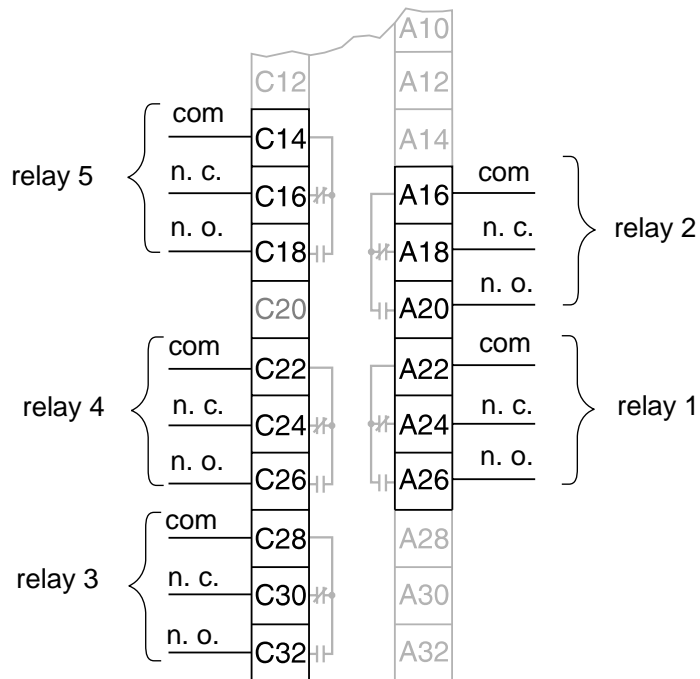 A10
C12
A12
com
C14
A14
relay 5
n. c.
C16
A16
com
n. o.
C18
A18
n. c.
relay 2
C20
A20
n. o.
com
C22
A22
com
relay 4
n. c.
C24
A24
n. c.
relay 1
n. o.
C26
A26
n. o.
com
C28
A28
relay 3
n. c.
C30
A30
n. o.
C32
A32